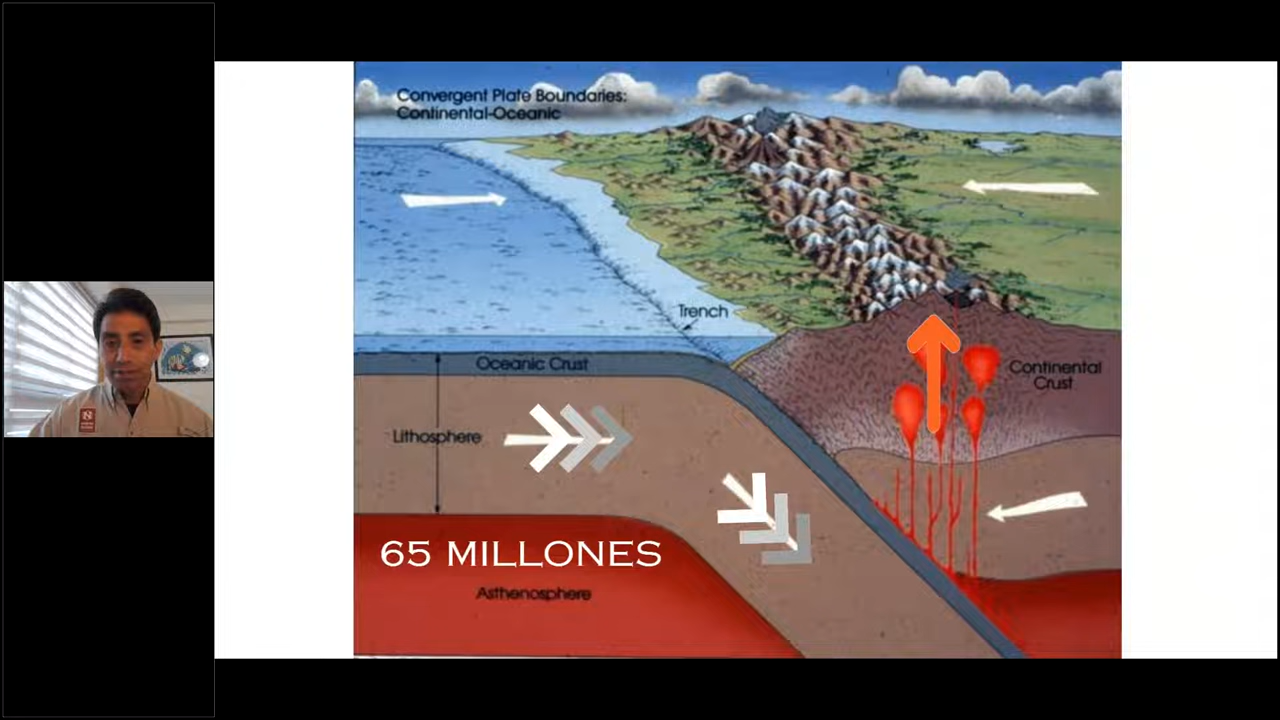 Convergent Plate Boundaries:
Continental-Oceanic
Trench
Oceanic Crust
Continental
Crust
Lithosphere
65 MILLONES
Asthenosphere